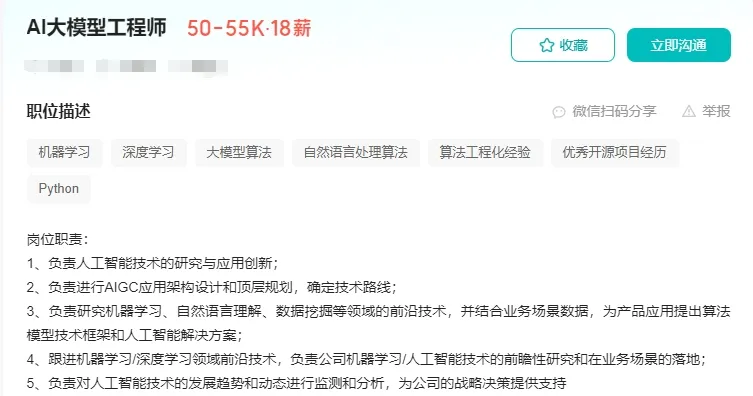 AI大模型工程师 50-55K·18薪
收藏 立即沟通
职位描述 微信扫码分享 举报
机器学习 深度学习 大模型算法 自然语言处理算法 算法工程化经验 优秀开源项目经历
Python
岗位职责：
1、负责人工智能技术的研究与应用创新；
2、负责进行AIGC应用架构设计和顶层规划，确定技术路线；
3、负责研究机器学习、自然语言理解、数据挖掘等领域的前沿技术，并结合业务场景数据，为产品应用提出算法
模型技术框架和人工智能解决方案；
4、跟进机器学习/深度学习领域前沿技术，负责公司机器学习/人工智能技术的前瞻性研究和在业务场景的落地；
5、负责对人工智能技术的发展趋势和动态进行监测和分析，为公司的战略决策提供支持